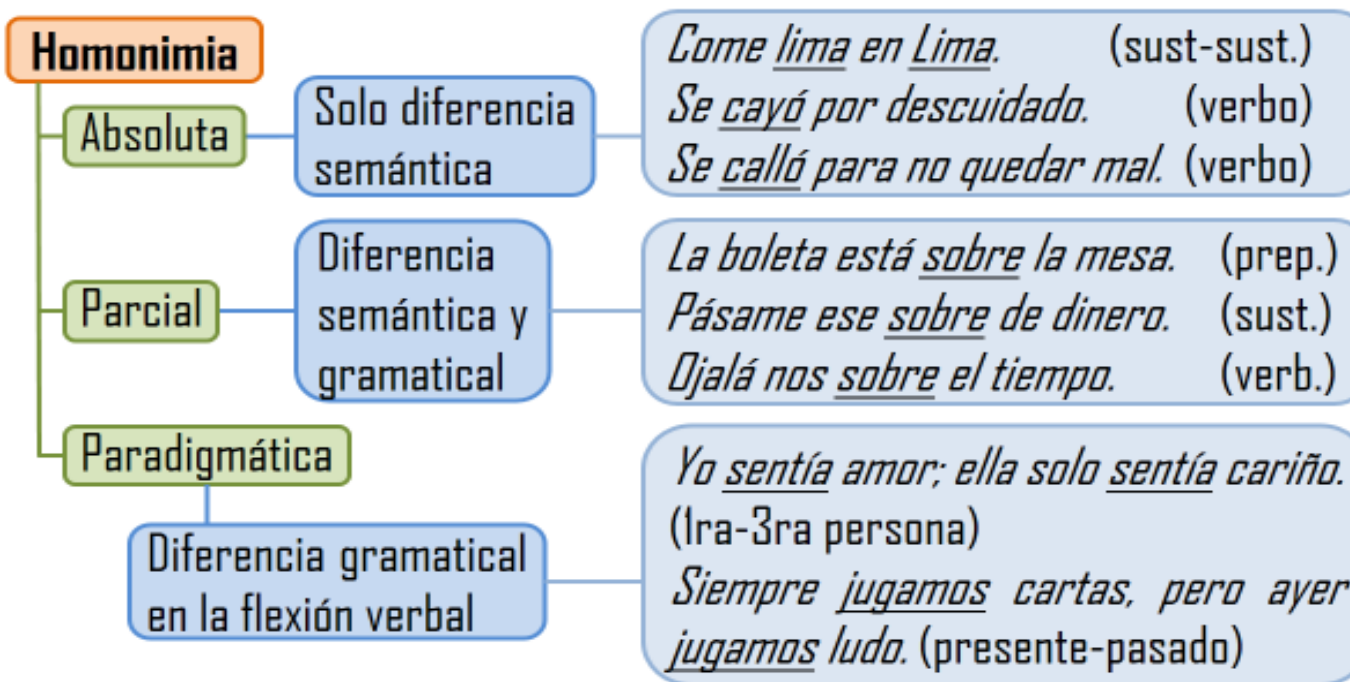 Homonimia
Absoluta
Solo diferencia
semántica
Come lima en Lima. (sust-sust.)
Se cayó por descuidado. (verbo)
Se calló para no quedar mal. (verbo)
Parcial
Diferencia
semántica y
gramatical
La boleta está sobre la mesa. (prep.)
Pásame ese sobre de dinero. (sust.)
Ojalá nos sobre el tiempo. (verb.)
Paradigmática
Diferencia gramatical
en la flexión verbal
Yo sentía amor; ella solo sentía cariño.
(1ra-3ra persona)
Siempre jugamos cartas, pero ayer
jugamos ludo. (presente-pasado)